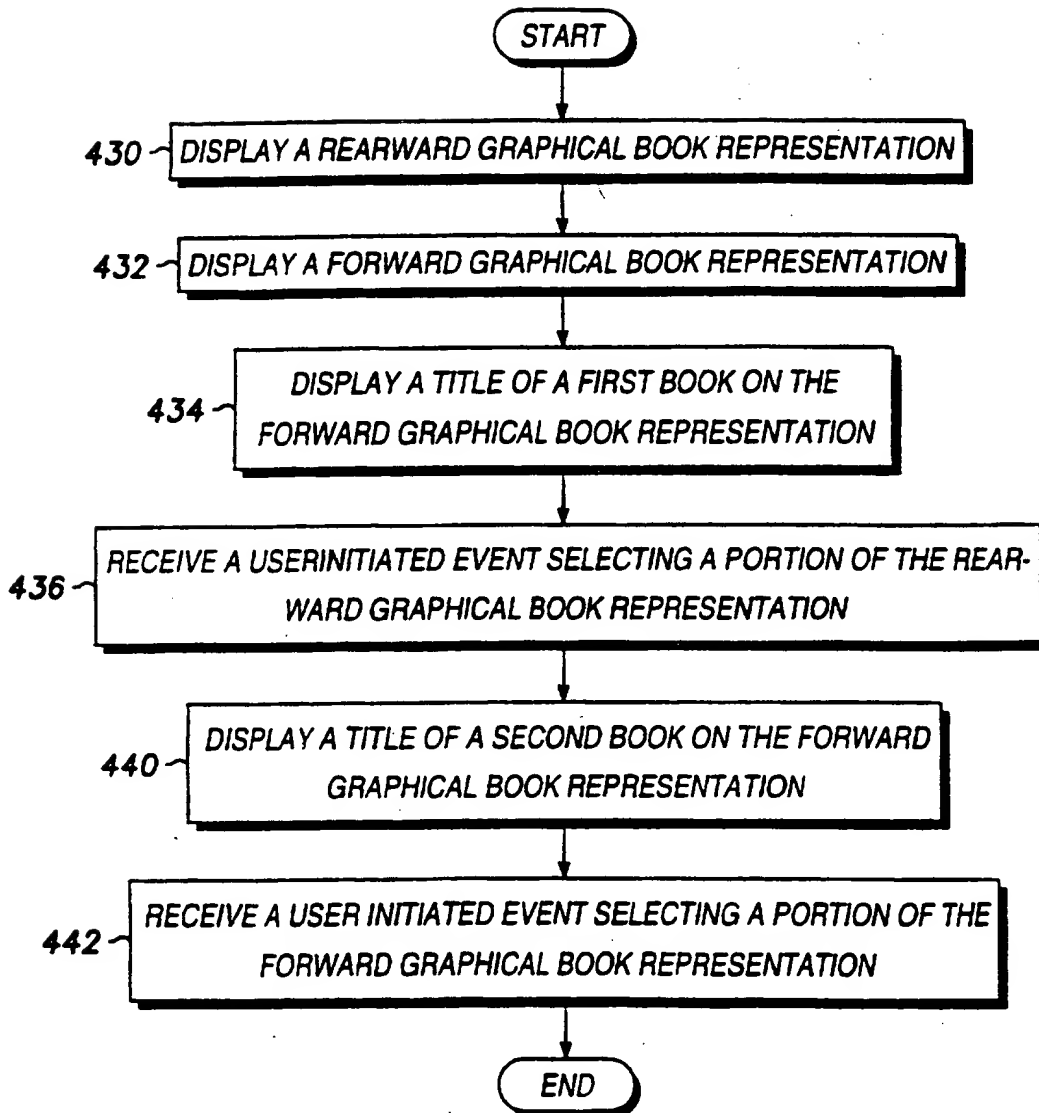 START
430 DISPLAY A REARWARD GRAPHICAL BOOK REPRESENTATION
432 DISPLAY A FORWARD GRAPHICAL BOOK REPRESENTATION
DISPLAY A TITLE OF A FIRST BOOK ON THE
434
FORWARD GRAPHICAL BOOK REPRESENTATION
RECEIVE A USERINITIATED EVENT SELECTING A PORTION OF THE REAR-
436
WARD GRAPHICAL BOOK REPRESENTATION
DISPLAY A TITLE OF A SECOND BOOK ON THE FORWARD
440
GRAPHICAL BOOK REPRESENTATION
RECEIVE A USER INITIATED EVENT SELECTING A PORTION OF THE
442
FORWARD GRAPHICAL BOOK REPRESENTATION
END